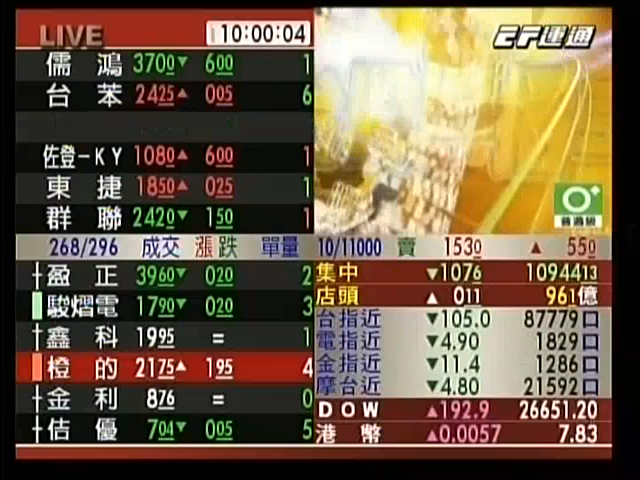 LIVE 10:00:04
儒鴻 3700▼ 600 1
台苯 2425▲ 005 6
佐登－KY 1080▲ 600 1
東捷 1850▲ 025 1
群聯 2420▼ 150 1
普遍級
268/296 成交 漲跌 單量 10/11000 賣 1530 ▲ 550
盈正 3960▼ 020 2
駿熠電 1790▼ 020 3
鑫科 1995 = 1
橙的 2175▲ 195 4
金利 876 = 0
佶優 704▼ 005 5
集中 ▼1076 1094413
店頭 ▲ 011 961億
台指近 ▼105.0 87779口
電指近 ▼4.90 1829口
金指近 ▼11.4 1286口
摩台近 ▼4.80 21592口
DOW ▲192.9 26651.20
港幣 ▲0.0057 7.83